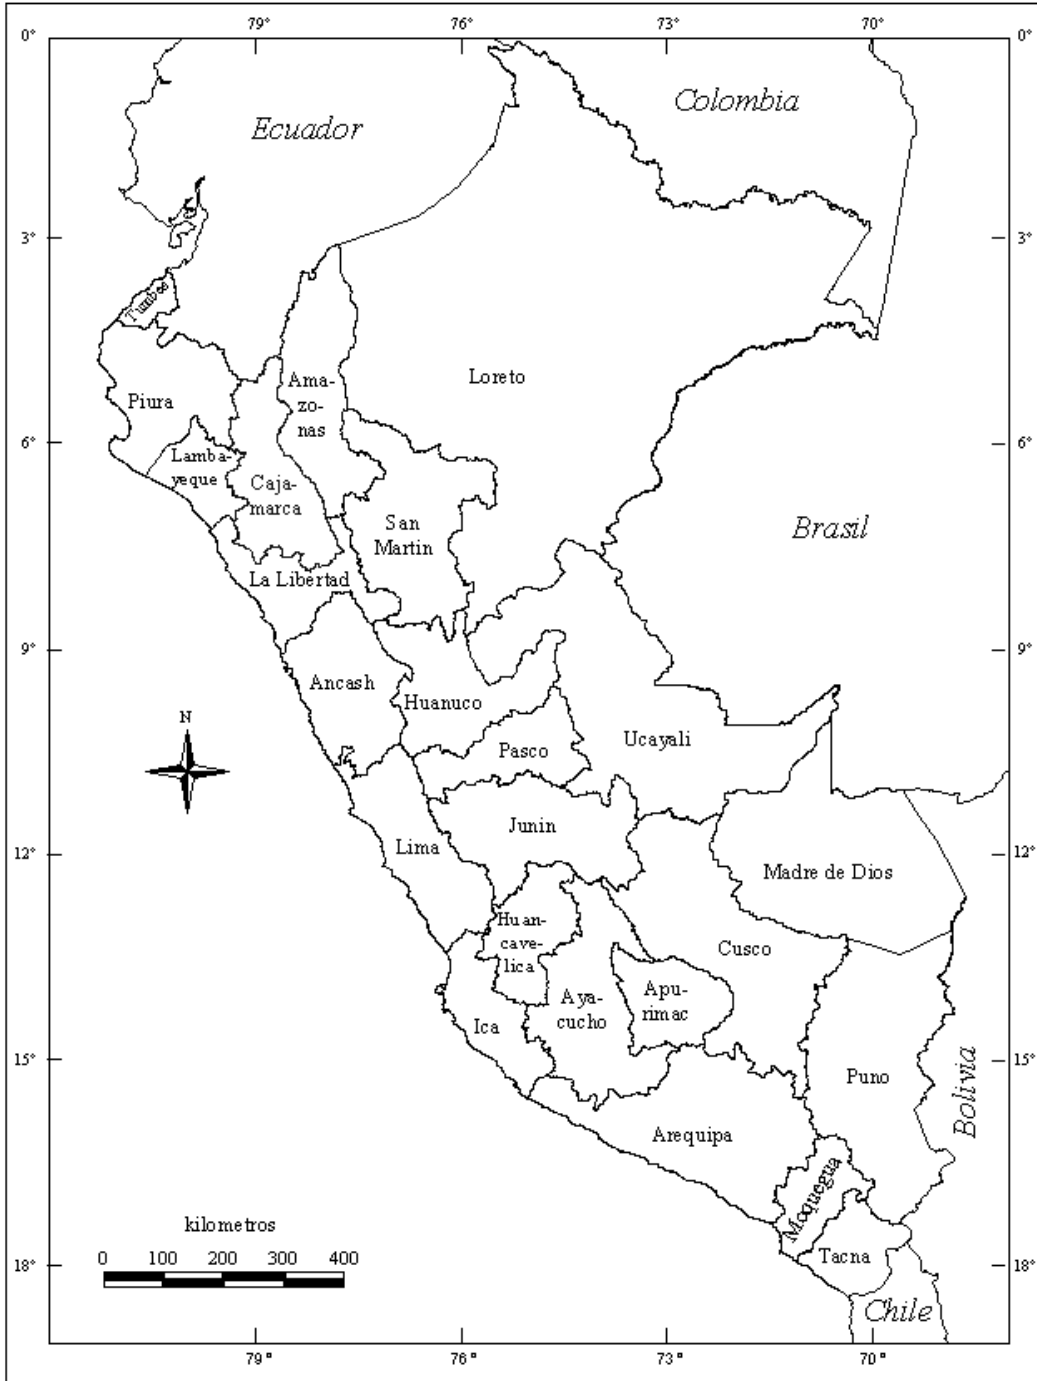 79° 76° 73° 70°
0° 0°
Colombia
Ecuador
3° 3°
Tumbes
Loreto
Ama-
zo-
nas
Piura
6° 6°
Lamba-
yeque
Caja-
marca
San
Martin
Brasil
La Libertad
9° 9°
Ancash
Huanuco
N
Ucayali
Pasco
Junin
Lima
12° 12°
Madre de Dios
Huan-
cave-
lica
Cusco
Apu-
rimac
Aya-
cucho
Ica
15° 15°
Puno
Bolivia
Arequipa
Moquegua
kilometros
0 100 200 300 400
Tacna
18° 18°
Chile
79° 76° 73° 70°